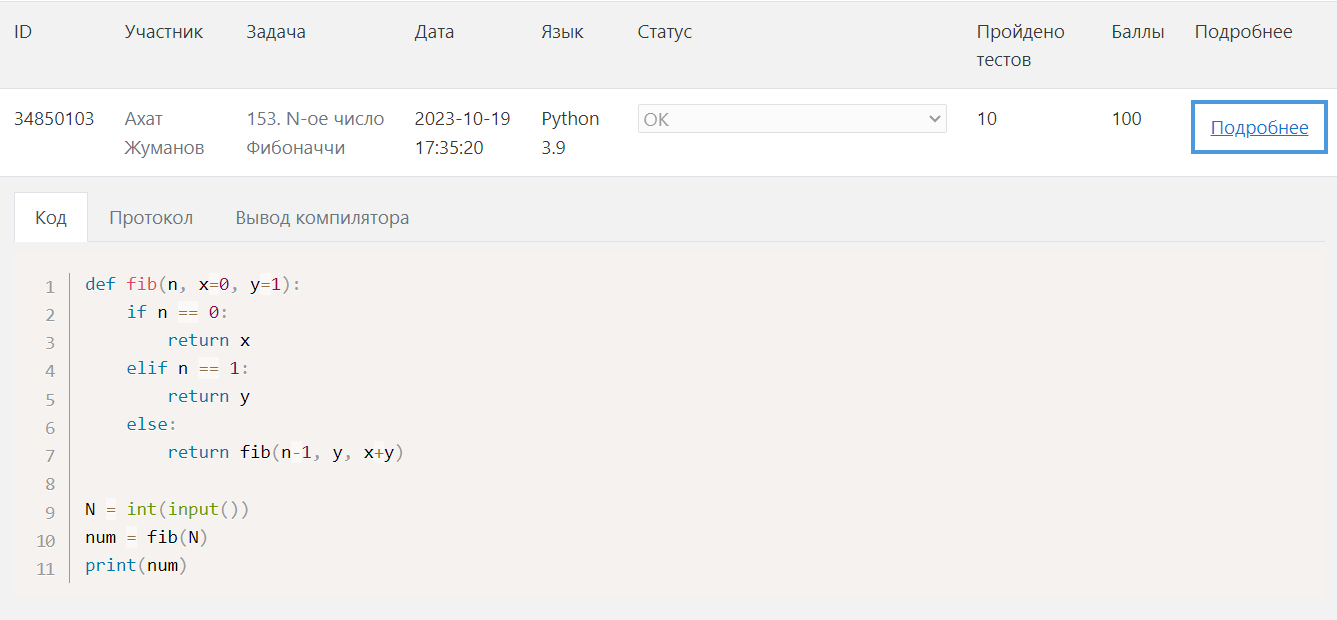 ID Участник Задача Дата Язык Статус Пройдено тестов Баллы Подробнее
34850103 Ахат Жуманов 153. N-ое число Фибоначчи 2023-10-19 17:35:20 Python 3.9 OK 10 100 Подробнее
Код Протокол Вывод компилятора
1 def fib(n, x=0, y=1):
2     if n == 0:
3         return x
4     elif n == 1:
5         return y
6     else:
7         return fib(n-1, y, x+y)
8
9 N = int(input())
10 num = fib(N)
11 print(num)